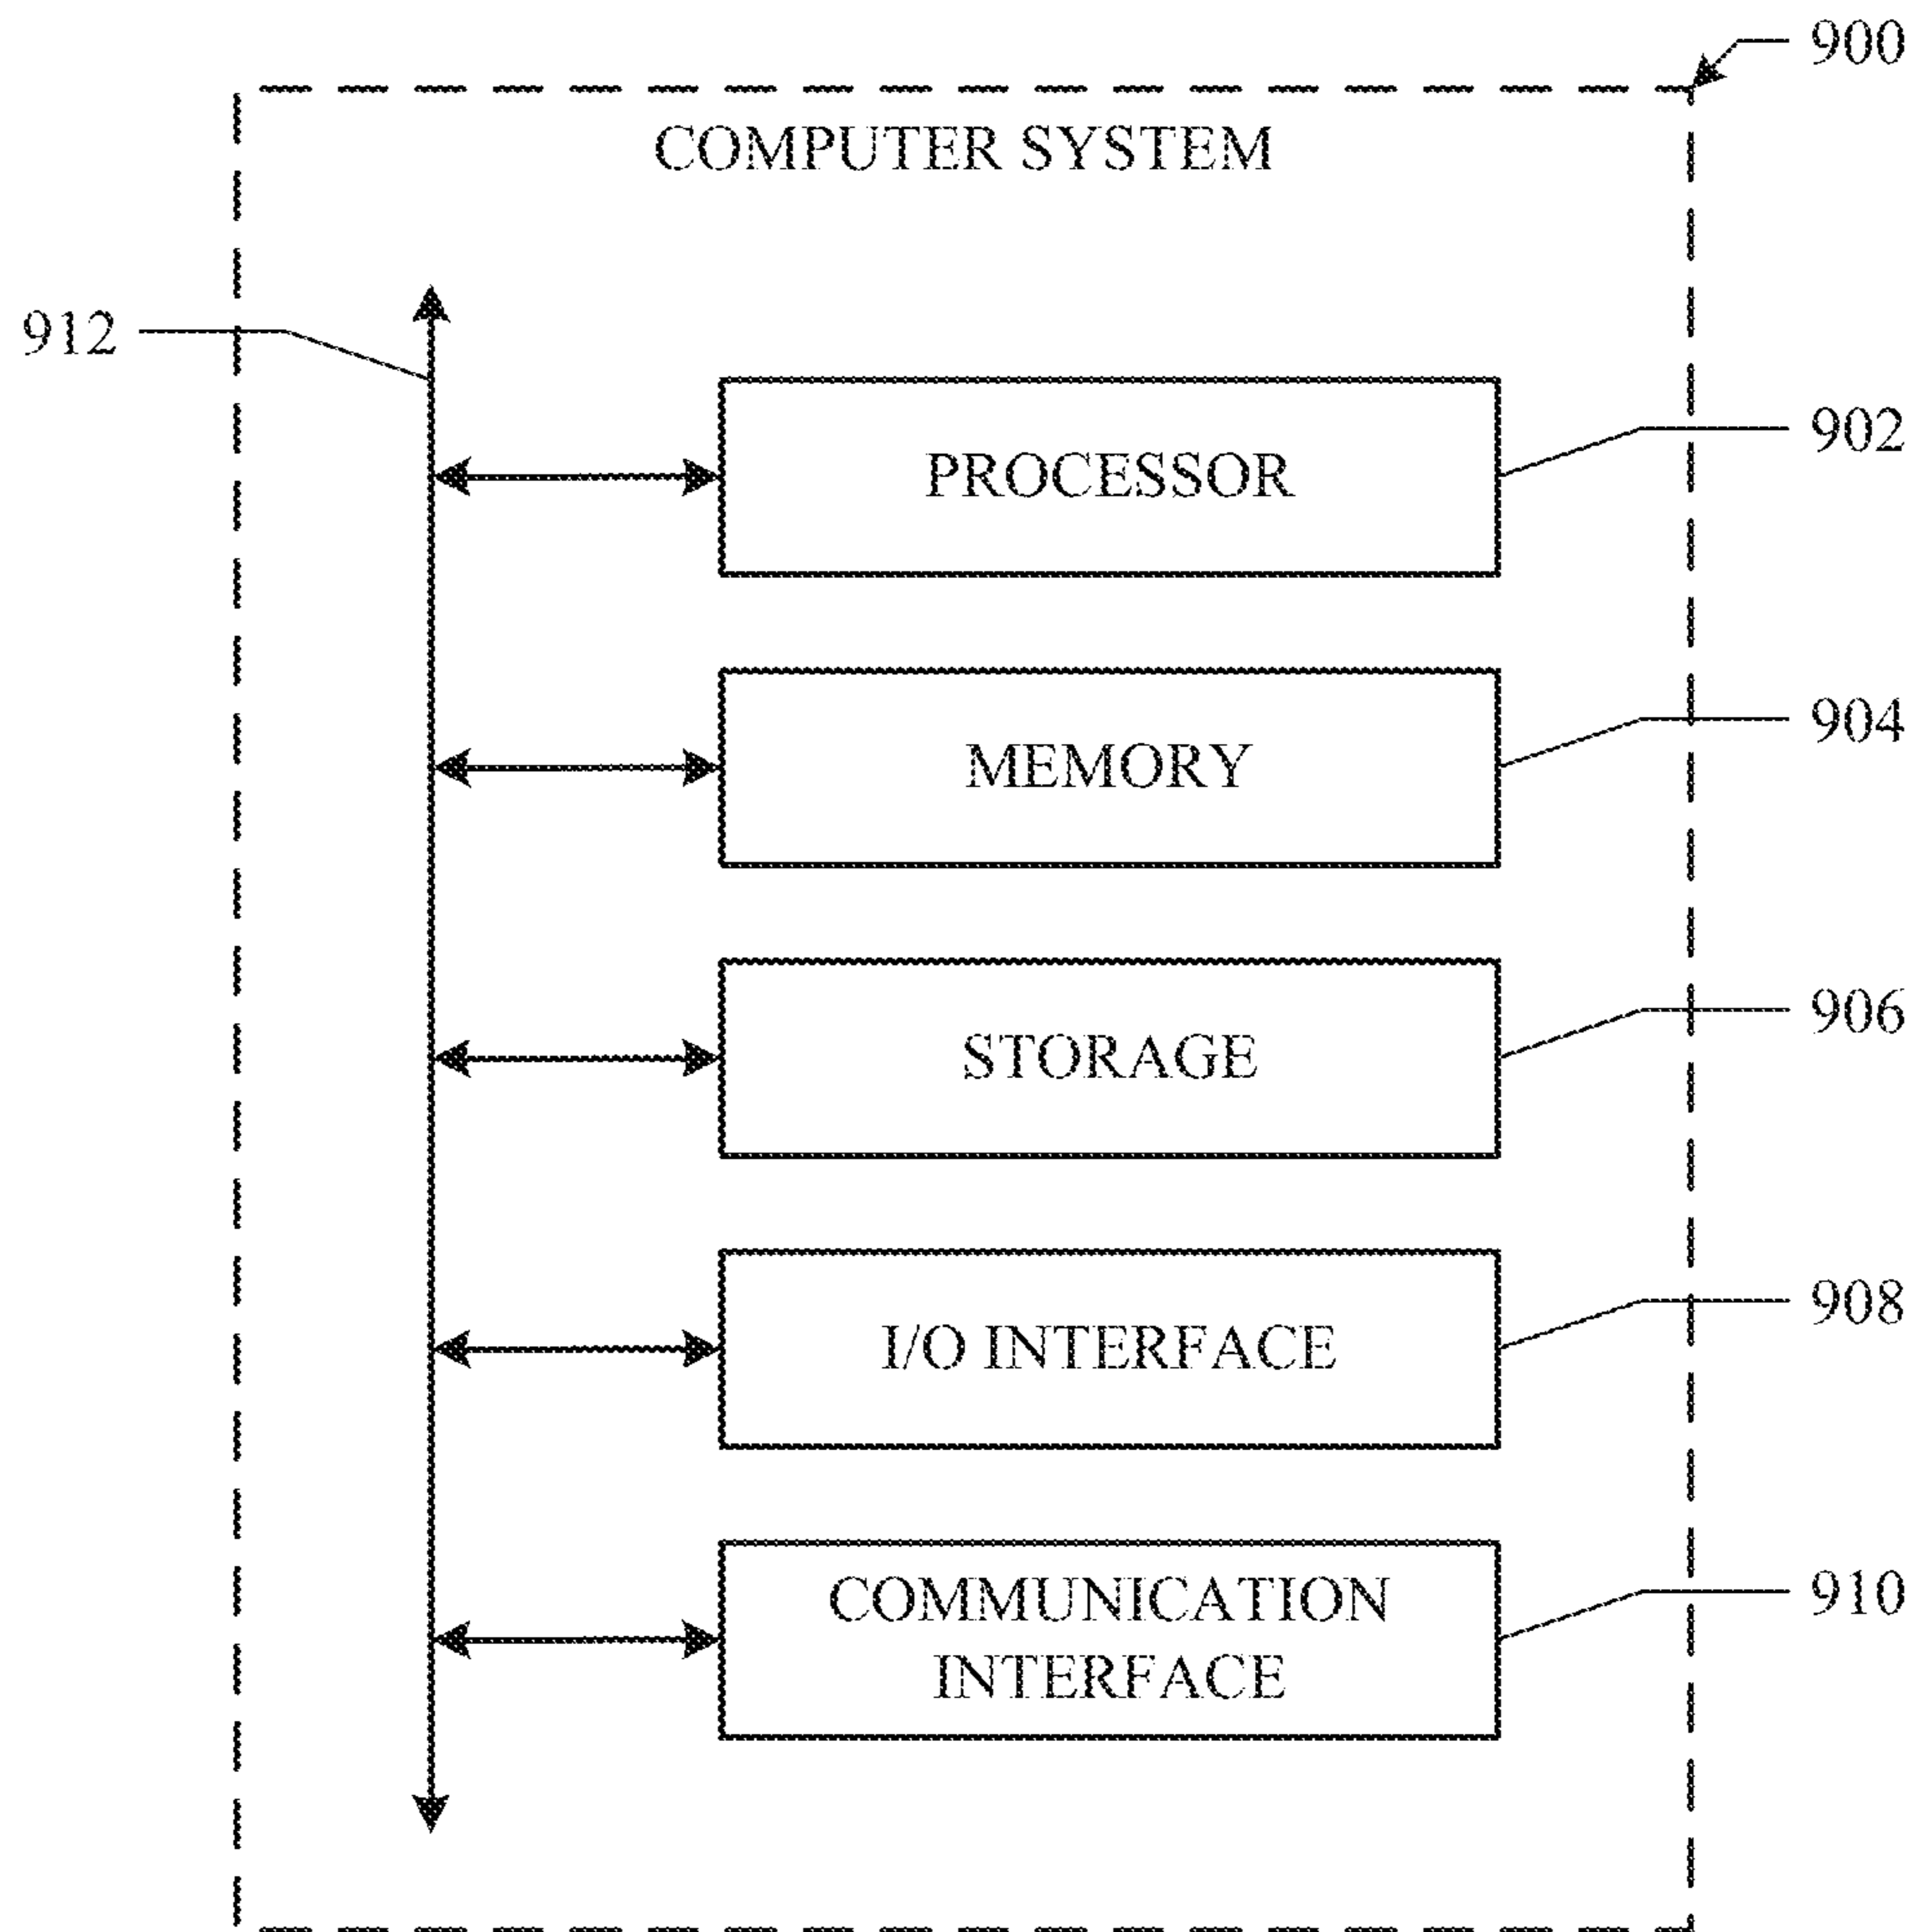 900
COMPUTER SYSTEM
912
PROCESSOR
902
MEMORY
904
STORAGE
906
I/O INTERFACE
908
COMMUNICATION
INTERFACE
910